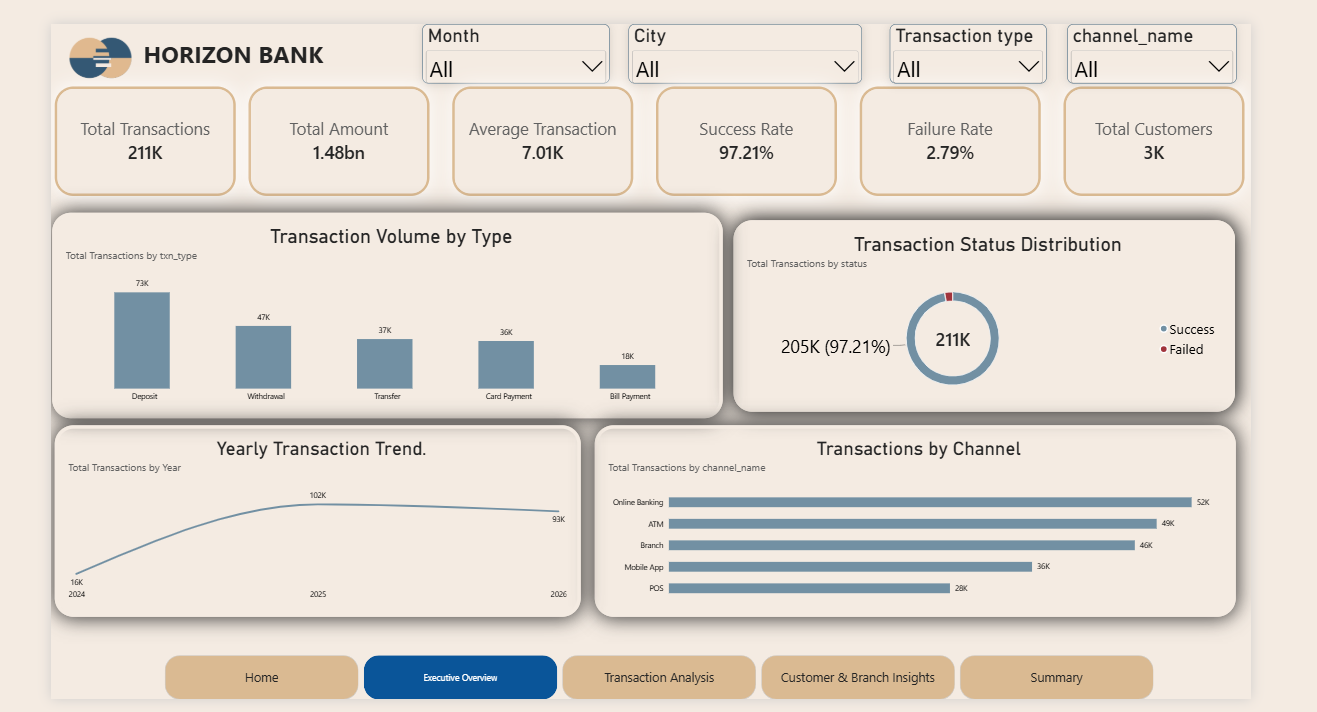 HORIZON BANK
Month
All
City
All
Transaction type
All
channel_name
All
Total Transactions
211K
Total Amount
1.48bn
Average Transaction
7.01K
Success Rate
97.21%
Failure Rate
2.79%
Total Customers
3K
Transaction Volume by Type
Total Transactions by txn_type
73K
47K
37K
36K
18K
Deposit
Withdrawal
Transfer
Card Payment
Bill Payment
Transaction Status Distribution
Total Transactions by status
205K (97.21%)
211K
Success
Failed
Yearly Transaction Trend.
Total Transactions by Year
102K
93K
16K
2024
2025
2026
Transactions by Channel
Total Transactions by channel_name
Online Banking 52K
ATM 49K
Branch 46K
Mobile App 36K
POS 28K
Home
Executive Overview
Transaction Analysis
Customer & Branch Insights
Summary